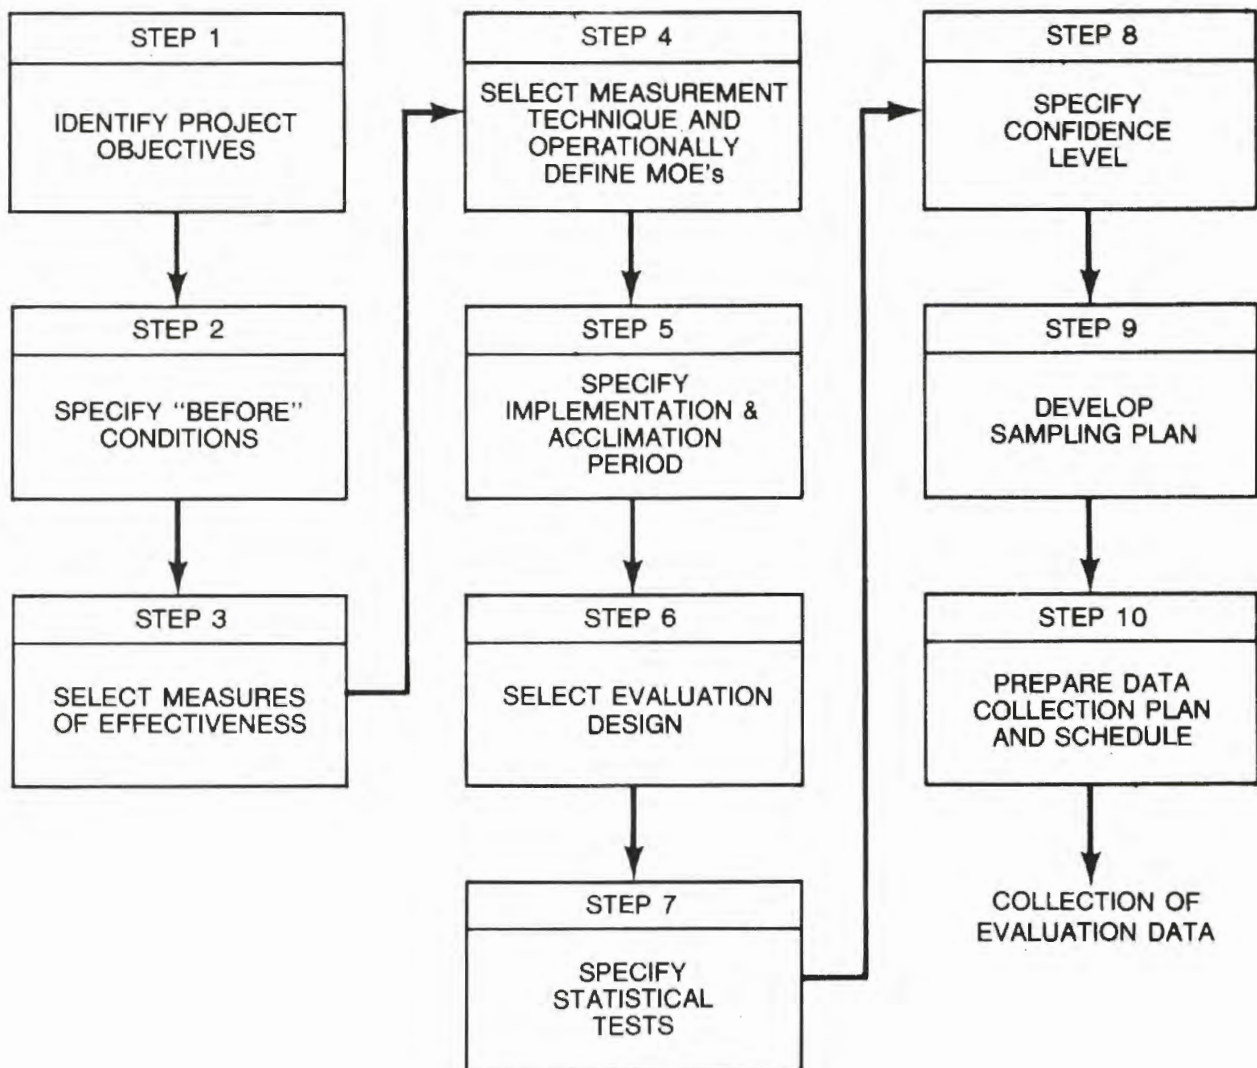 STEP 1
IDENTIFY PROJECT
OBJECTIVES
STEP 2
SPECIFY "BEFORE"
CONDITIONS
STEP 3
SELECT MEASURES
OF EFFECTIVENESS
STEP 4
SELECT MEASUREMENT
TECHNIQUE AND
OPERATIONALLY
DEFINE MOE's
STEP 5
SPECIFY
IMPLEMENTATION &
ACCLIMATION
PERIOD
STEP 6
SELECT EVALUATION
DESIGN
STEP 7
SPECIFY
STATISTICAL
TESTS
STEP 8
SPECIFY
CONFIDENCE
LEVEL
STEP 9
DEVELOP
SAMPLING PLAN
STEP 10
PREPARE DATA
COLLECTION PLAN
AND SCHEDULE
COLLECTION OF
EVALUATION DATA